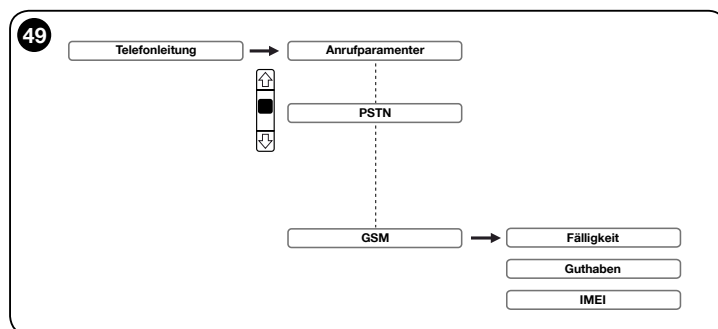 49
Telefonleitung
Anrufparamenter
PSTN
GSM
Fälligkeit
Guthaben
IMEI